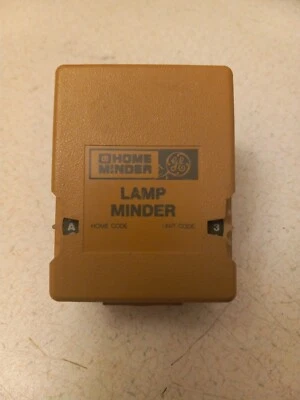 HOME
MINDER GE
LAMP
MINDER
A 3
HOME CODE UNIT CODE